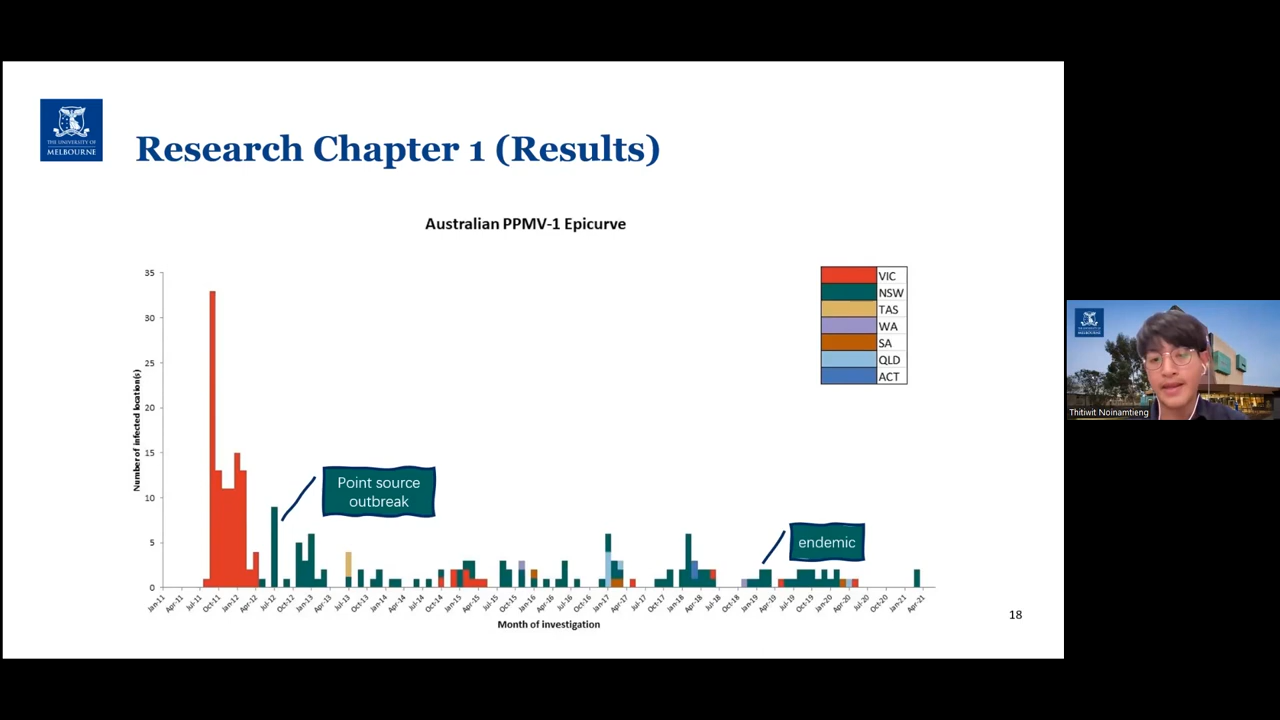 THE UNIVERSITY OF
MELBOURNE
Research Chapter 1 (Results)
Australian PPMV-1 Epicurve
35
30
25
20
15
10
5
0
Number of infected location(s)
Point source
outbreak
endemic
VIC
NSW
TAS
WA
SA
QLD
ACT
Jan-11 Apr-11 Jul-11 Oct-11 Jan-12 Apr-12 Jul-12 Oct-12 Jan-13 Apr-13 Jul-13 Oct-13 Jan-14 Apr-14 Jul-14 Oct-14 Jan-15 Apr-15 Jul-15 Oct-15 Jan-16 Apr-16 Jul-16 Oct-16 Jan-17 Apr-17 Jul-17 Oct-17 Jan-18 Apr-18 Jul-18 Oct-18 Jan-19 Apr-19 Jul-19 Oct-19 Jan-20 Apr-20 Jul-20 Oct-20 Jan-21 Apr-21
Month of investigation
18
Thitiwit Noinamtieng